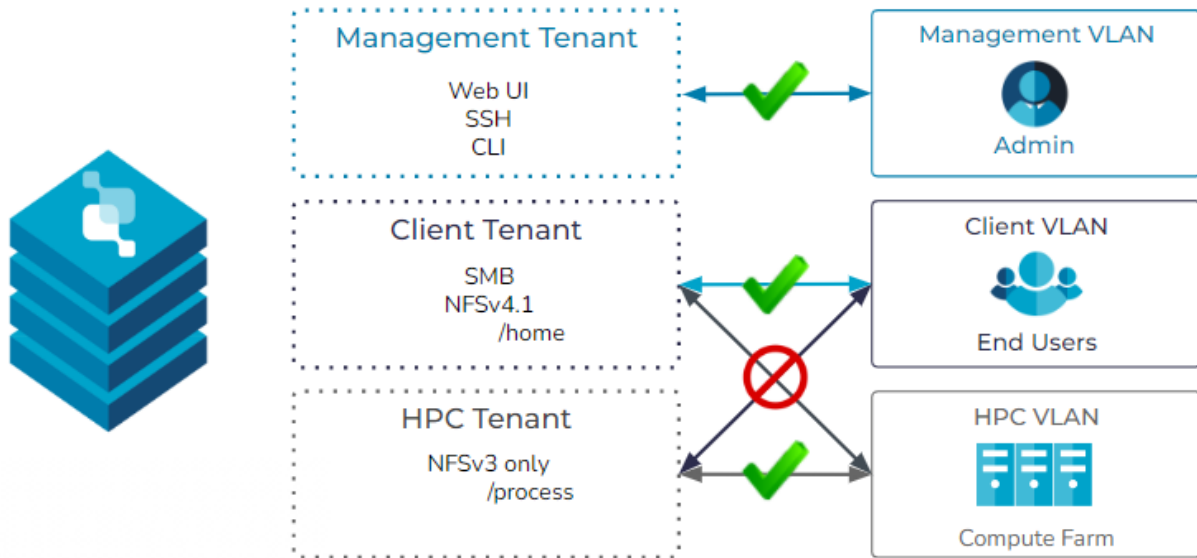 Management Tenant
Web UI
SSH
CLI
Management VLAN
Admin
Client Tenant
SMB
NFSv4.1
/home
Client VLAN
End Users
HPC Tenant
NFSv3 only
/process
HPC VLAN
Compute Farm